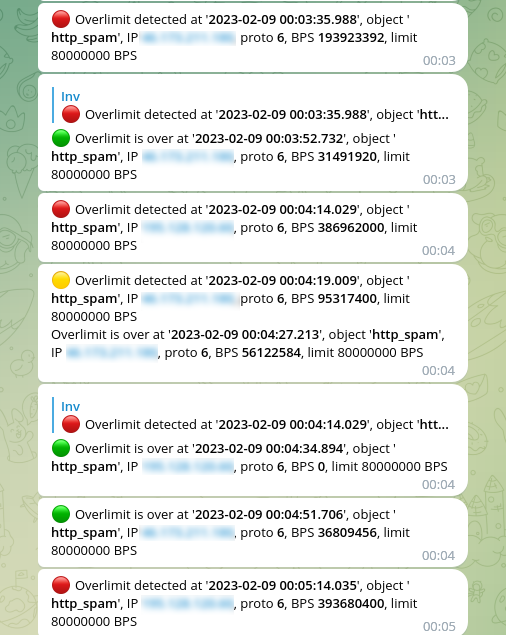 Overlimit detected at '2023-02-09 00:03:35.988', object '
http_spam', IP , proto 6, BPS 193923392, limit
80000000 BPS
00:03
Inv
Overlimit detected at '2023-02-09 00:03:35.988', object 'htt...
Overlimit is over at '2023-02-09 00:03:52.732', object '
http_spam', IP , proto 6, BPS 31491920, limit
80000000 BPS
00:03
Overlimit detected at '2023-02-09 00:04:14.029', object '
http_spam', IP , proto 6, BPS 386962000, limit
80000000 BPS
00:04
Overlimit detected at '2023-02-09 00:04:19.009', object '
http_spam', IP , proto 6, BPS 95317400, limit
80000000 BPS
Overlimit is over at '2023-02-09 00:04:27.213', object 'http_spam',
IP , proto 6, BPS 56122584, limit 80000000 BPS
00:04
Inv
Overlimit detected at '2023-02-09 00:04:14.029', object 'htt...
Overlimit is over at '2023-02-09 00:04:34.894', object '
http_spam', IP , proto 6, BPS 0, limit 80000000 BPS
00:04
Overlimit is over at '2023-02-09 00:04:51.706', object '
http_spam', IP , proto 6, BPS 36809456, limit
80000000 BPS
00:04
Overlimit detected at '2023-02-09 00:05:14.035', object '
http_spam', IP , proto 6, BPS 393680400, limit
80000000 BPS
00:05